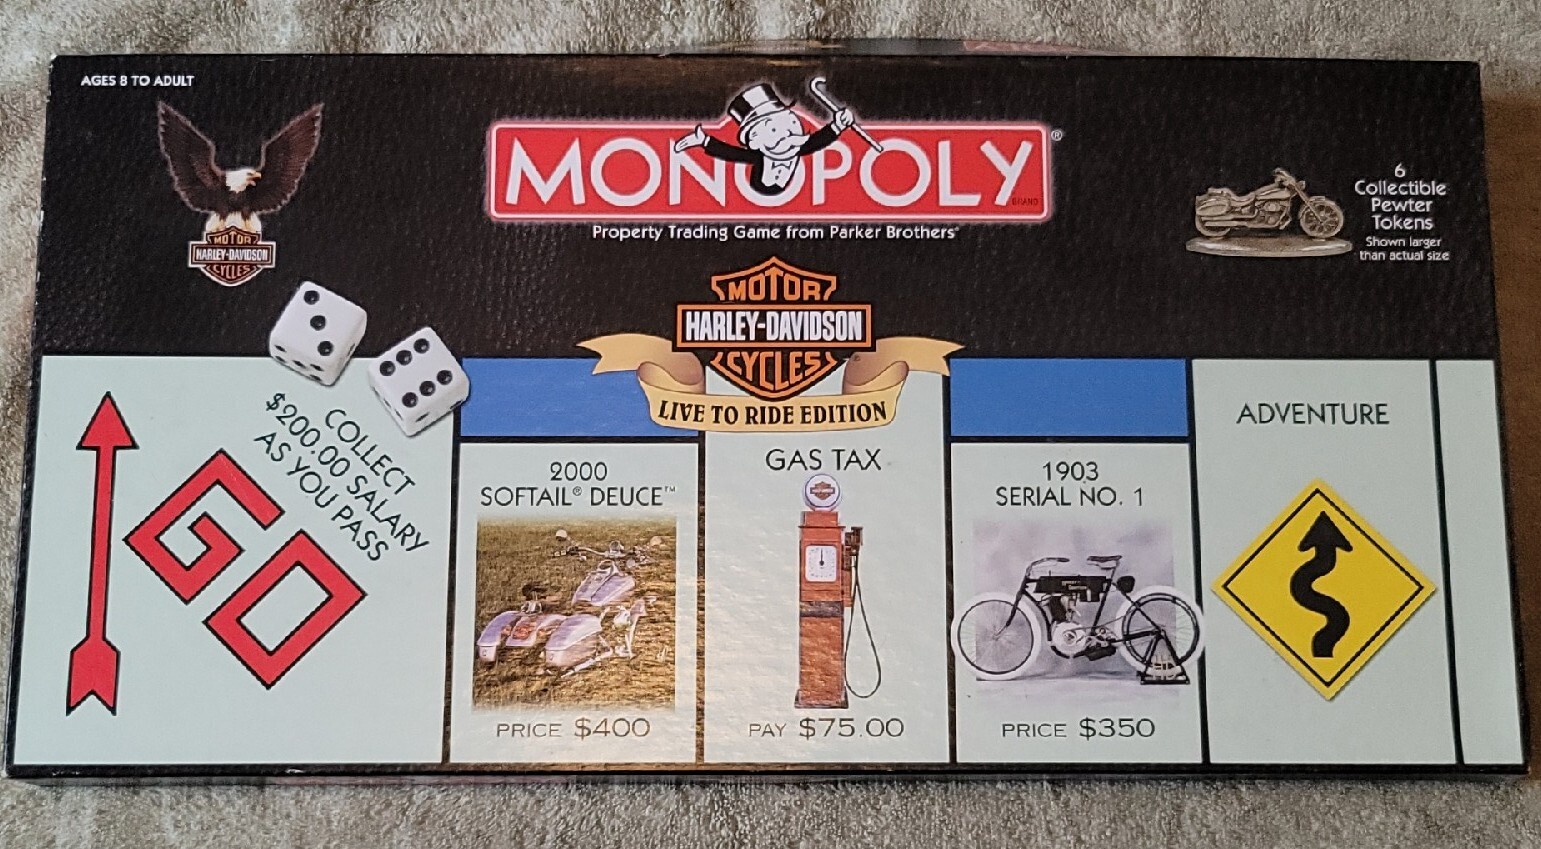 AGES 8 TO ADULT
MONOPOLY®
BRAND
Property Trading Game from Parker Brothers®
MOTOR
HARLEY-DAVIDSON
CYCLES
6
Collectible
Pewter
Tokens
Shown larger
than actual size
MOTOR
HARLEY-DAVIDSON
CYCLES®
LIVE TO RIDE EDITION
COLLECT
$200.00 SALARY
AS YOU PASS
GO
2000
SOFTAIL® DEUCE™
PRICE $400
GAS TAX
PAY $75.00
1903
SERIAL NO. 1
PRICE $350
ADVENTURE